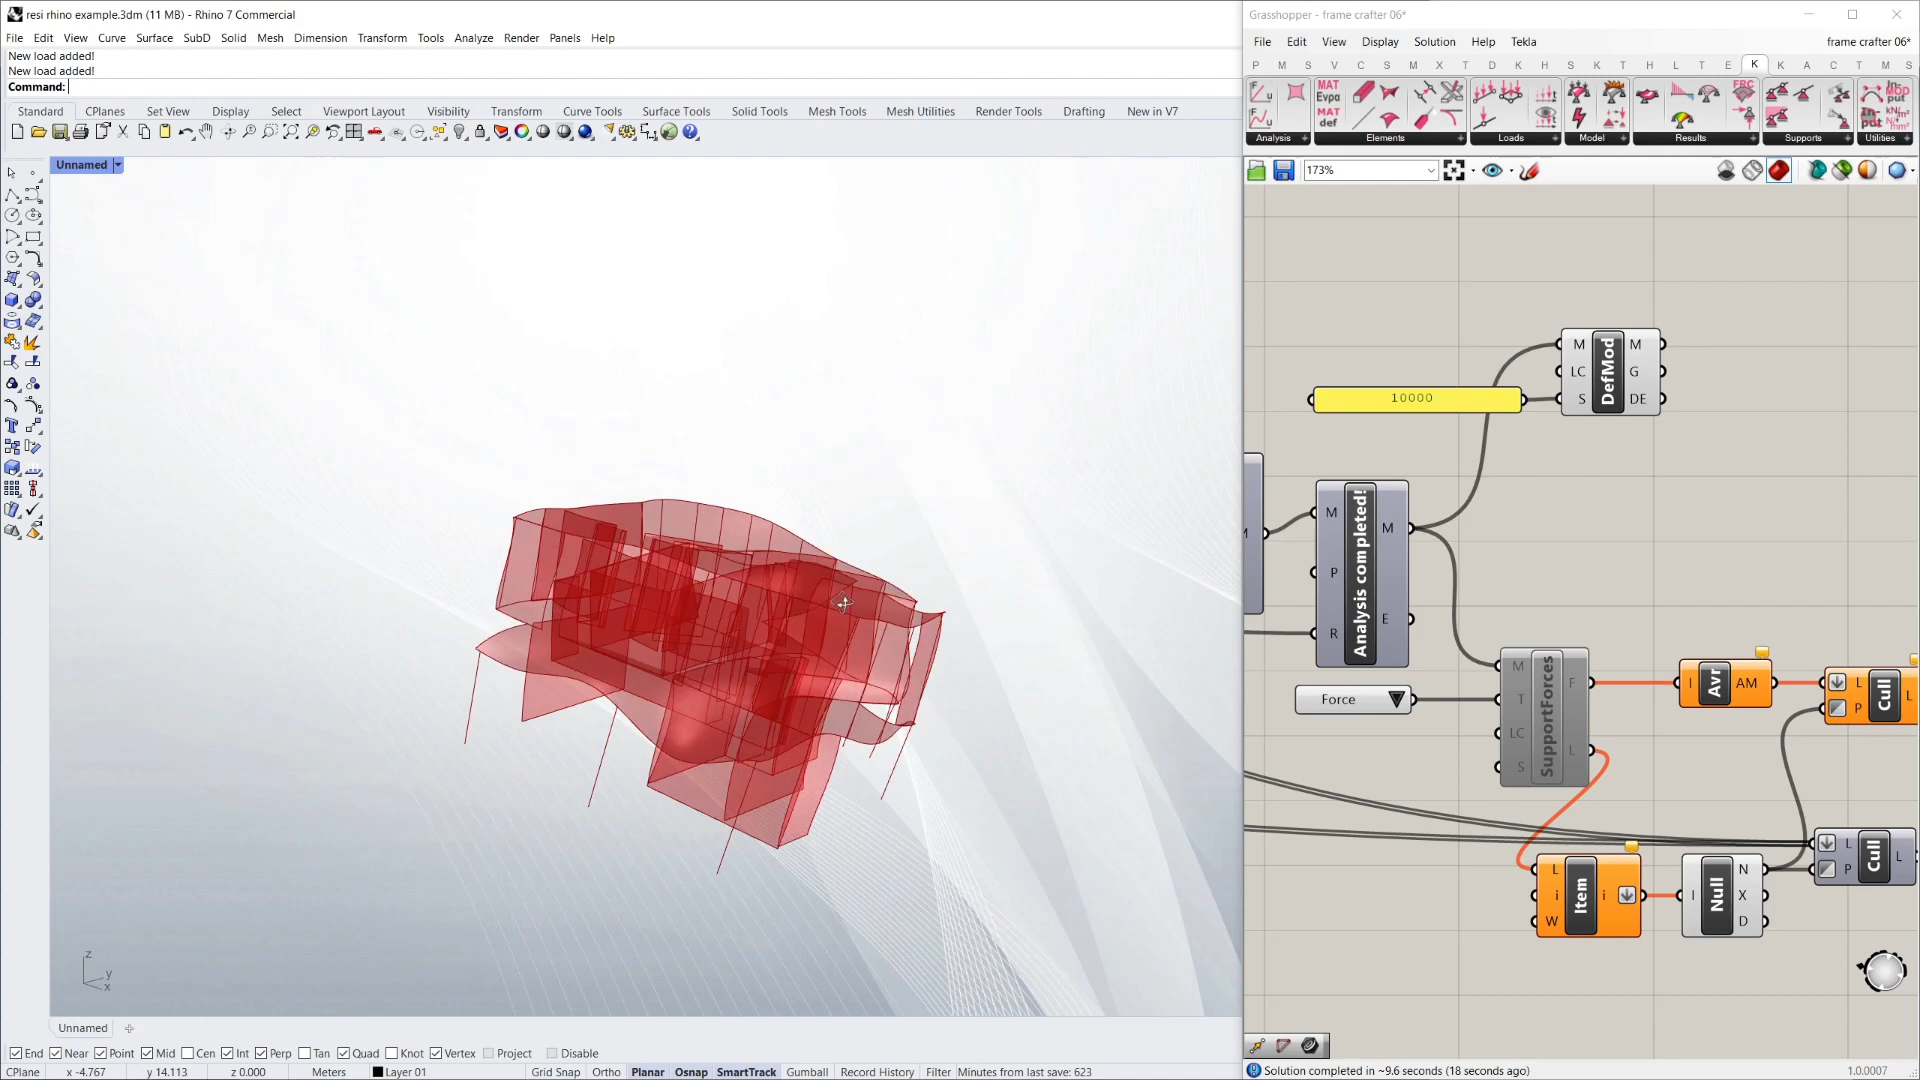 resi rhino example.3dm (11 MB) - Rhino 7 Commercial
File Edit View Curve Surface SubD Solid Mesh Dimension Transform Tools Analyze Render Panels Help
New load added!
New load added!
Command:
Standard CPlanes Set View Display Select Viewport Layout Visibility Transform Curve Tools Surface Tools Solid Tools Mesh Tools Mesh Utilities Render Tools Drafting New in V7
Unnamed
z
y
x
Unnamed
End Near Point Mid Cen Int Perp Tan Quad Knot Vertex Project Disable
CPlane x -4.767 y 14.113 z 0.000 Meters Layer 01 Grid Snap Ortho Planar Osnap SmartTrack Gumball Record History Filter Minutes from last save: 623
Grasshopper - frame crafter 06*
File Edit View Display Solution Help Tekla frame crafter 06*
P M S V C S M X T D K H S K T H L T E K K A C T M S
Analysis Elements Loads Model Results Supports Utilities
173%
M DefMod M
LC G
S DE
10000
M Analysis completed! M
P
R E
Force
M SupportForces F
T
LC L
S
I Avr AM
L Cull L
P
L Item i
i
W
I Null N
X
D
L Cull L
P
Solution completed in ~9.6 seconds (18 seconds ago) 1.0.0007